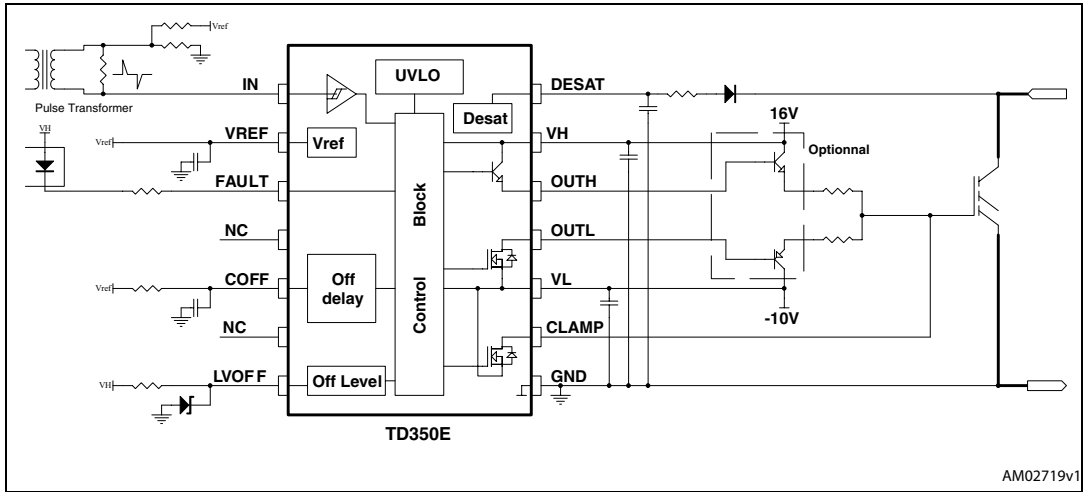 Vref
Pulse Transformer
VH
Vref
Vref
VH
IN
VREF
FAULT
NC
COFF
NC
LVOFF
UVLO
Desat
Vref
Control Block
Off
delay
Off Level
DESAT
VH
OUTH
OUTL
VL
CLAMP
GND
16V
Optionnal
-10V
TD350E
AM02719v1